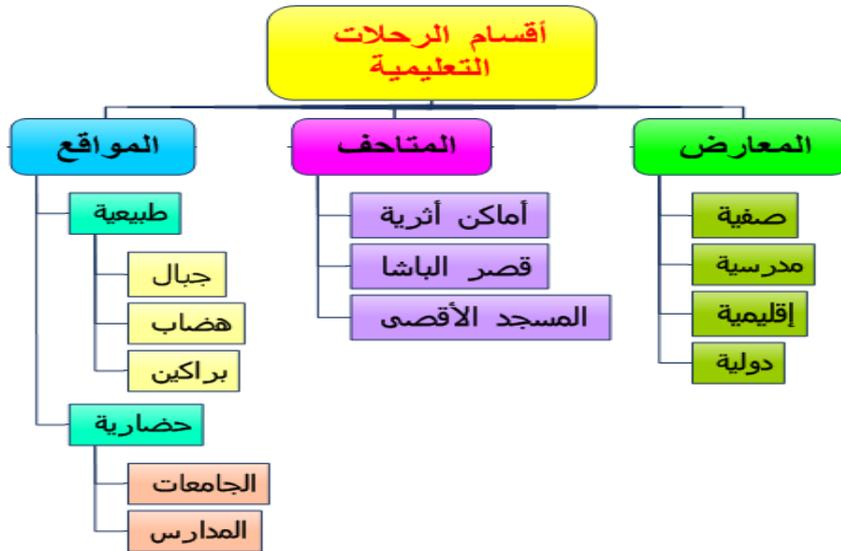 أقسام الرحلات
التعليمية
المعارض
صفية
مدرسية
إقليمية
دولية
المتاحف
أماكن أثرية
قصر الباشا
المسجد الأقصى
المواقع
طبيعية
جبال
هضاب
براكين
حضارية
الجامعات
المدارس